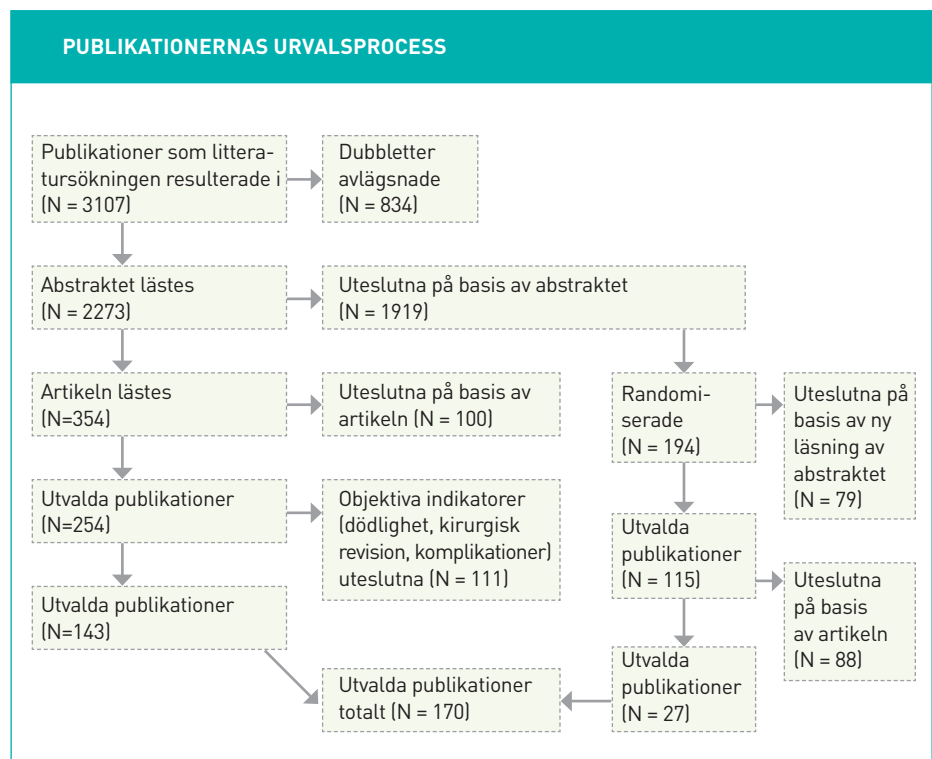 PUBLIKATIONERNAS URVALSPROCESS
Publikationer som littera-
tursökningen resulterade i
(N = 3107)
Dubbletter
avlägsnade
(N = 834)
Abstraktet lästes
(N = 2273)
Uteslutna på basis av abstraktet
(N = 1919)
Artikeln lästes
(N=354)
Uteslutna på basis av
artikeln (N = 100)
Randomi-
serade
(N = 194)
Uteslutna på
basis av ny
läsning av
abstraktet
(N = 79)
Utvalda publikationer
(N=254)
Objektiva indikatorer
(dödlighet, kirurgisk
revision, komplikationer)
uteslutna (N = 111)
Utvalda
publikationer
(N = 115)
Uteslutna
på basis
av artikeln
(N = 88)
Utvalda publikationer
(N=143)
Utvalda publikationer
totalt (N = 170)
Utvalda
publikationer
(N = 27)